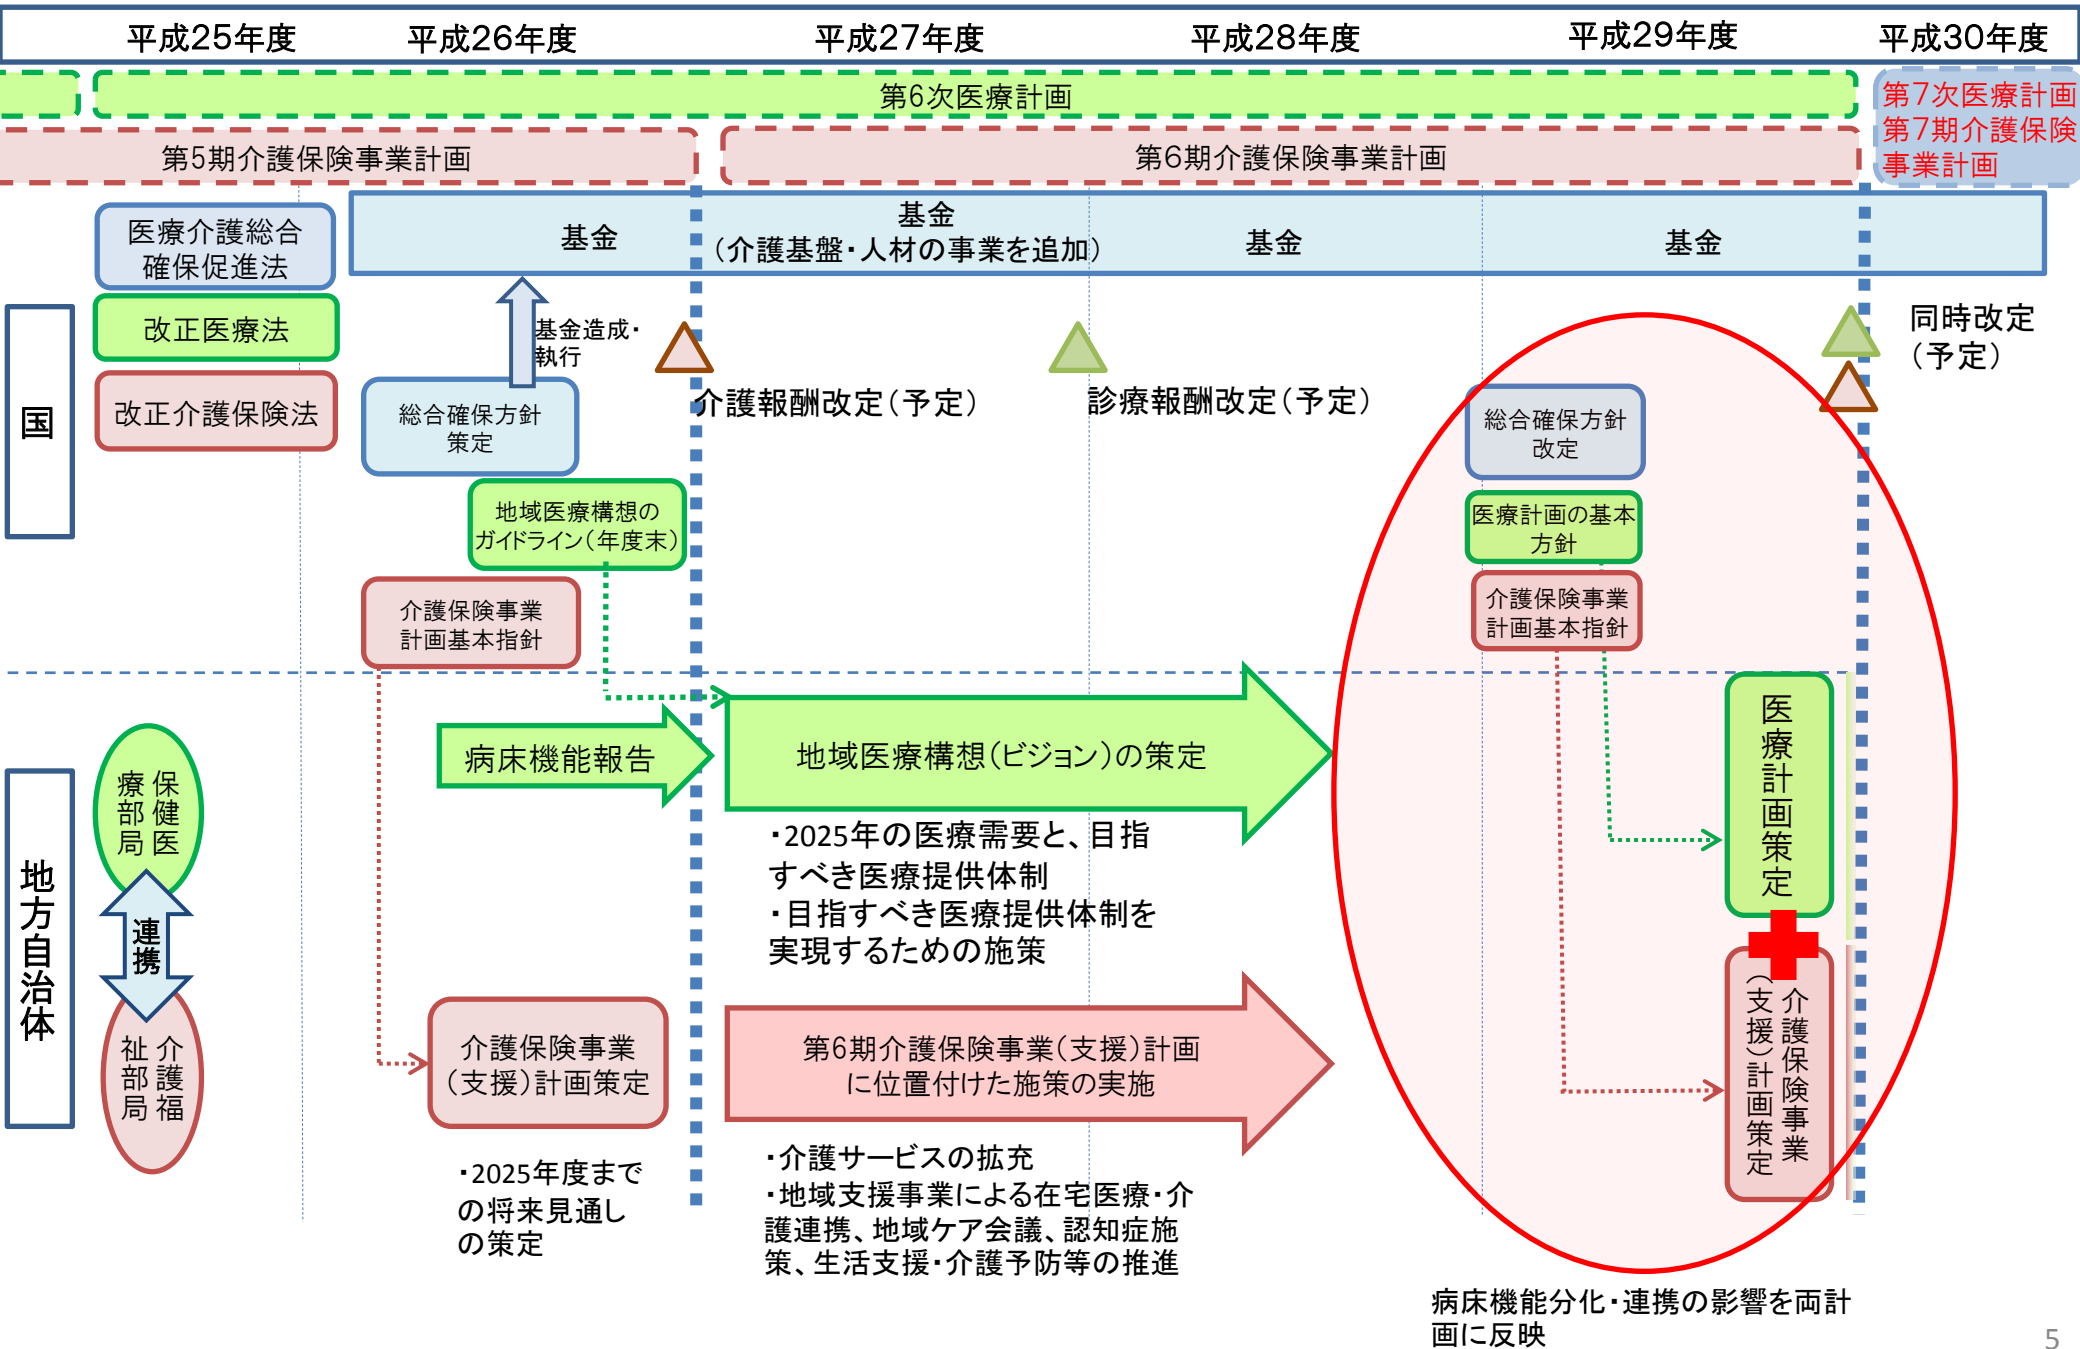 平成25年度
平成26年度
平成27年度
平成28年度
平成29年度
平成30年度
第6次医療計画
第7次医療計画
第7期介護保険
事業計画
第5期介護保険事業計画
第6期介護保険事業計画
医療介護総合
確保促進法
改正医療法
改正介護保険法
基金
基金
（介護基盤・人材の事業を追加）
基金
基金
基金造成・
執行
国
総合確保方針
策定
介護報酬改定（予定）
診療報酬改定（予定）
同時改定
（予定）
総合確保方針
改定
地域医療構想の
ガイドライン（年度末）
医療計画の基本
方針
介護保険事業
計画基本指針
介護保険事業
計画基本指針
地方自治体
保健医
療部局
連携
介護福
祉部局
病床機能報告
地域医療構想（ビジョン）の策定
・2025年の医療需要と、目指
すべき医療提供体制
・目指すべき医療提供体制を
実現するための施策
医療計画策定
介護保険事業
（支援）計画策定
第6期介護保険事業（支援）計画
に位置付けた施策の実施
介護保険事業
（支援）計画策定
・2025年度まで
の将来見通し
の策定
・介護サービスの拡充
・地域支援事業による在宅医療・介
護連携、地域ケア会議、認知症施
策、生活支援・介護予防等の推進
病床機能分化・連携の影響を両計
画に反映
5